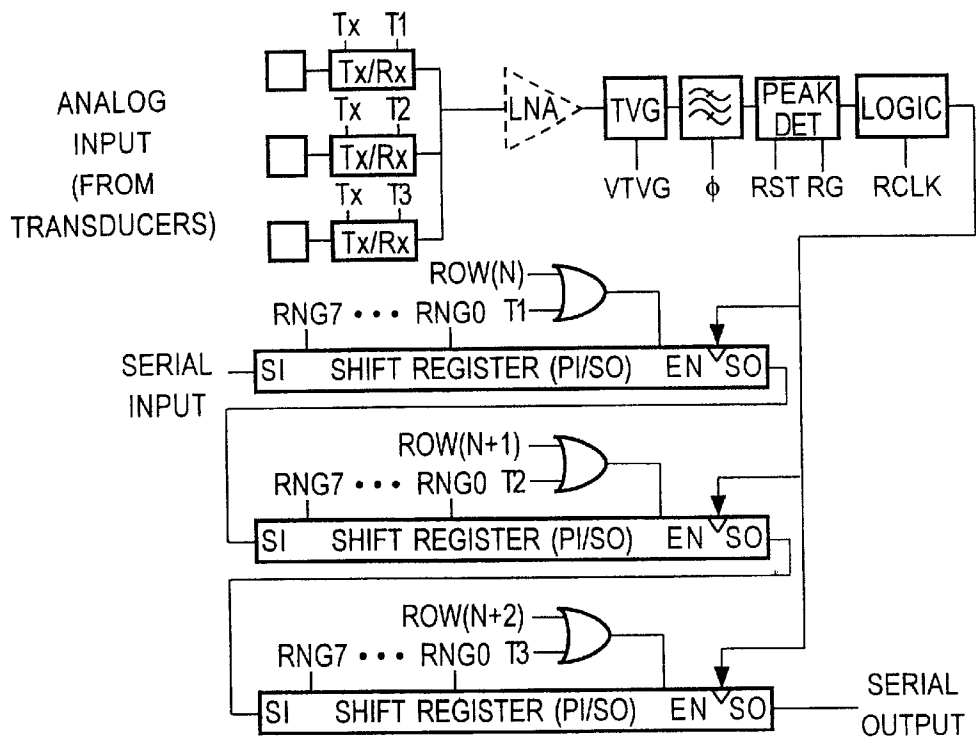 Tx T1
Tx/Rx
Tx T2
Tx/Rx
Tx T3
Tx/Rx
ANALOG
INPUT
(FROM
TRANSDUCERS)
LNA
TVG
PEAK
DET
LOGIC
VTVG
ϕ
RST RG
RCLK
ROW(N)
RNG7 • • • RNG0 T1
SERIAL
INPUT
SI SHIFT REGISTER (PI/SO) EN SO
ROW(N+1)
RNG7 • • • RNG0 T2
SI SHIFT REGISTER (PI/SO) EN SO
ROW(N+2)
RNG7 • • • RNG0 T3
SI SHIFT REGISTER (PI/SO) EN SO
SERIAL
OUTPUT